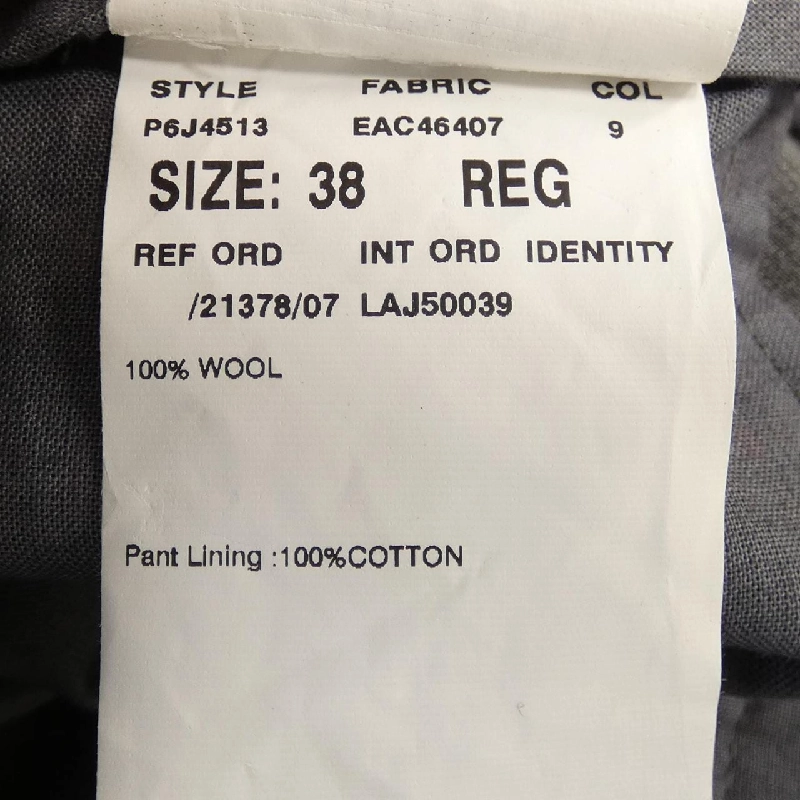 STYLE FABRIC COL
P6J4513 EAC46407 9
SIZE: 38 REG
REF ORD INT ORD IDENTITY
/21378/07 LAJ50039
100% WOOL
Pant Lining :100%COTTON